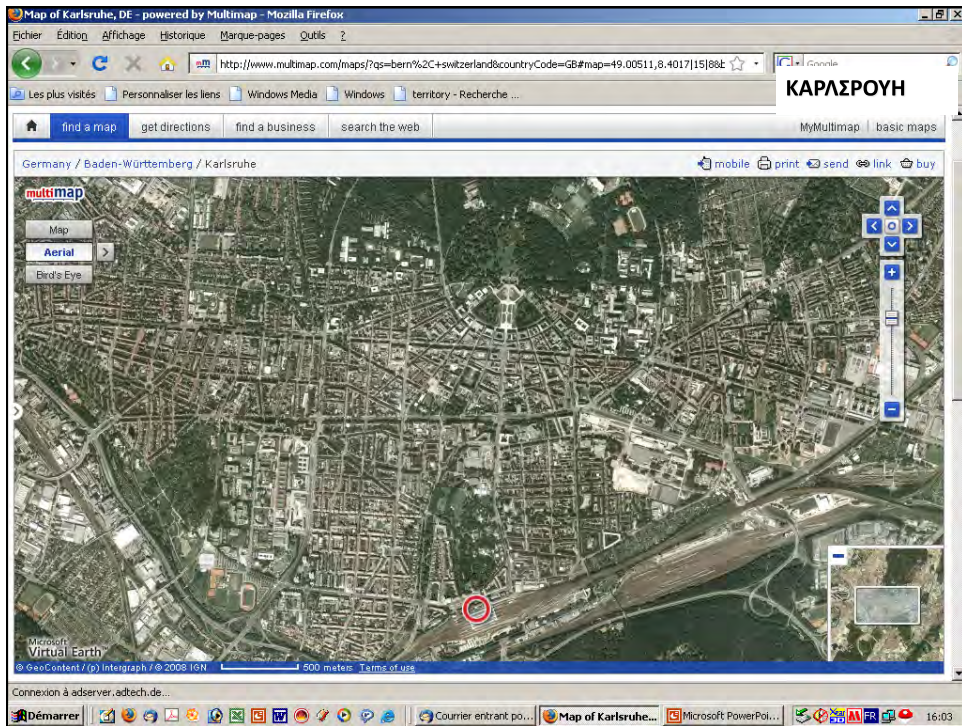 Map of Karlsruhe, DE - powered by Multimap - Mozilla Firefox
Fichier Édition Affichage Historique Marque-pages Outils ?
http://www.multimap.com/maps/?qs=bern%2C+switzerland&countryCode=GB#map=49.00511,8.4017|15|8&
Google
ΚΑΡΛΣΡΟΥΗ
Les plus visités Personnaliser les liens Windows Media Windows territory - Recherche ...
find a map get directions find a business search the web MyMultimap basic maps
Germany / Baden-Württemberg / Karlsruhe mobile print send link buy
multimap
Map
Aerial
Bird's Eye
Microsoft
Virtual Earth
© GeoContent / (p) Intergraph / © 2008 IGN 500 meters Terms of use
Connexion à adserver.adtech.de...
Démarrer Courrier entrant po... Map of Karlsruhe... Microsoft PowerPoi... FR 16:03